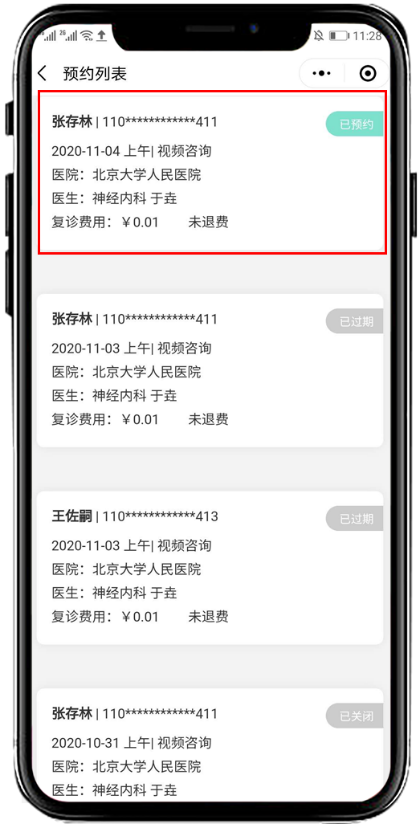 11:28
预约列表
张存林 | 110************411
已预约
2020-11-04 上午| 视频咨询
医院：北京大学人民医院
医生：神经内科 于垚
复诊费用：￥0.01 未退费
张存林 | 110************411
已过期
2020-11-03 上午| 视频咨询
医院：北京大学人民医院
医生：神经内科 于垚
复诊费用：￥0.01 未退费
王佐嗣 | 110************413
已过期
2020-11-03 上午| 视频咨询
医院：北京大学人民医院
医生：神经内科 于垚
复诊费用：￥0.01 未退费
张存林 | 110************411
已关闭
2020-10-31 上午| 视频咨询
医院：北京大学人民医院
医生：神经内科 于垚